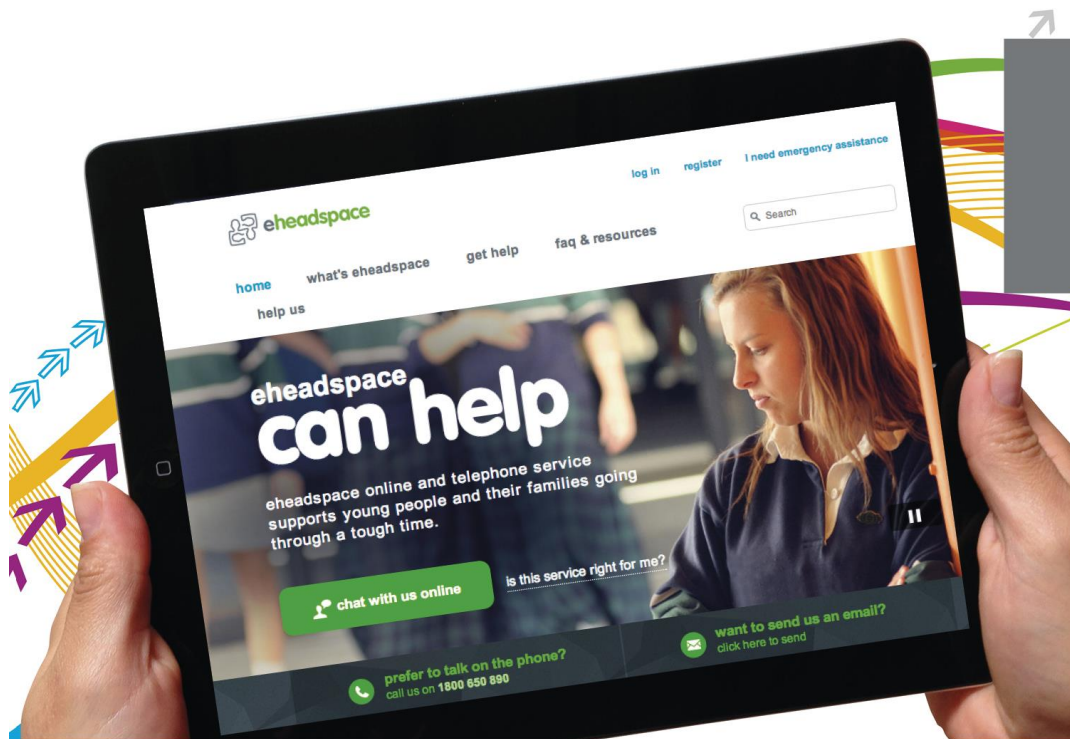 eheadspace
log in
register
I need emergency assistance
Search
home
what's eheadspace
get help
faq & resources
help us
eheadspace
can help
eheadspace online and telephone service
supports young people and their families going
through a tough time.
chat with us online
is this service right for me?
prefer to talk on the phone?
call us on 1800 650 890
want to send us an email?
click here to send